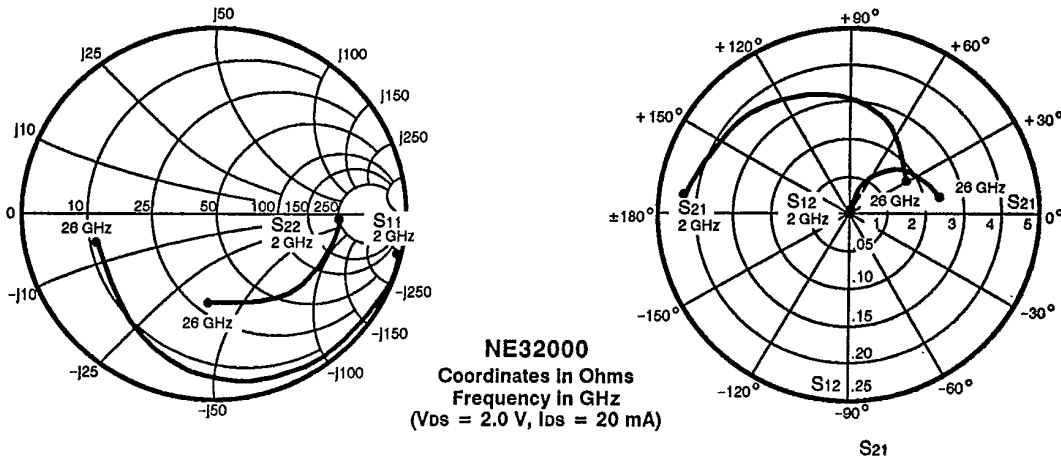 j50
j25
j100
j150
j10
j250
0
10
25
50
100
150
250
S22
2 GHz
S11
2 GHz
26 GHz
-j10
26 GHz
-j250
-j150
-j25
-j100
-j50
NE32000
Coordinates in Ohms
Frequency in GHz
(VDS = 2.0 V, IDS = 20 mA)
+90°
+120°
+60°
+150°
+30°
±180°
S21
2 GHz
S12
2 GHz
26 GHz
26 GHz
S21
0°
1
2
3
4
5
.05
.10
.15
.20
S12
.25
-150°
-30°
-120°
-60°
-90°
S21